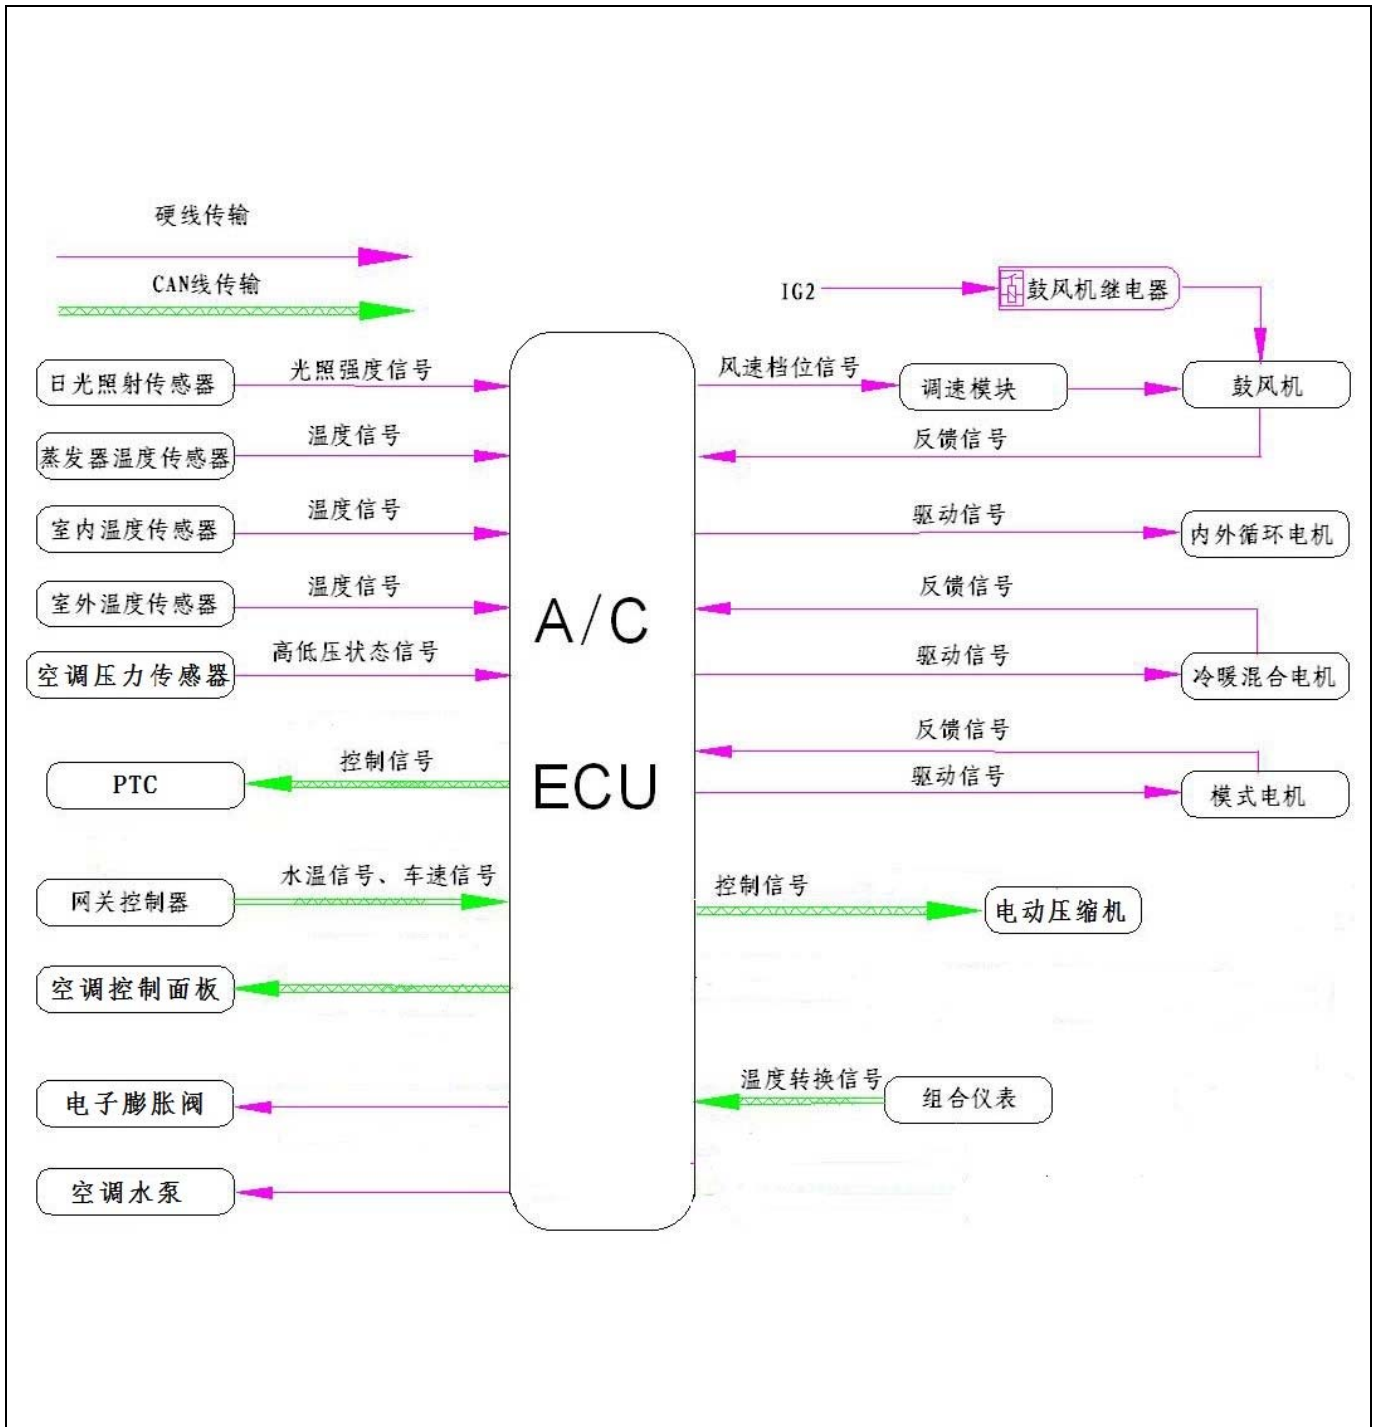 硬线传输
CAN线传输
IG2
鼓风机继电器
日光照射传感器
光照强度信号
风速档位信号
调速模块
鼓风机
蒸发器温度传感器
温度信号
反馈信号
室内温度传感器
温度信号
驱动信号
内外循环电机
室外温度传感器
温度信号
反馈信号
A/C
空调压力传感器
高低压状态信号
驱动信号
冷暖混合电机
反馈信号
PTC
控制信号
ECU
驱动信号
模式电机
网关控制器
水温信号、车速信号
控制信号
电动压缩机
空调控制面板
电子膨胀阀
温度转换信号
组合仪表
空调水泵